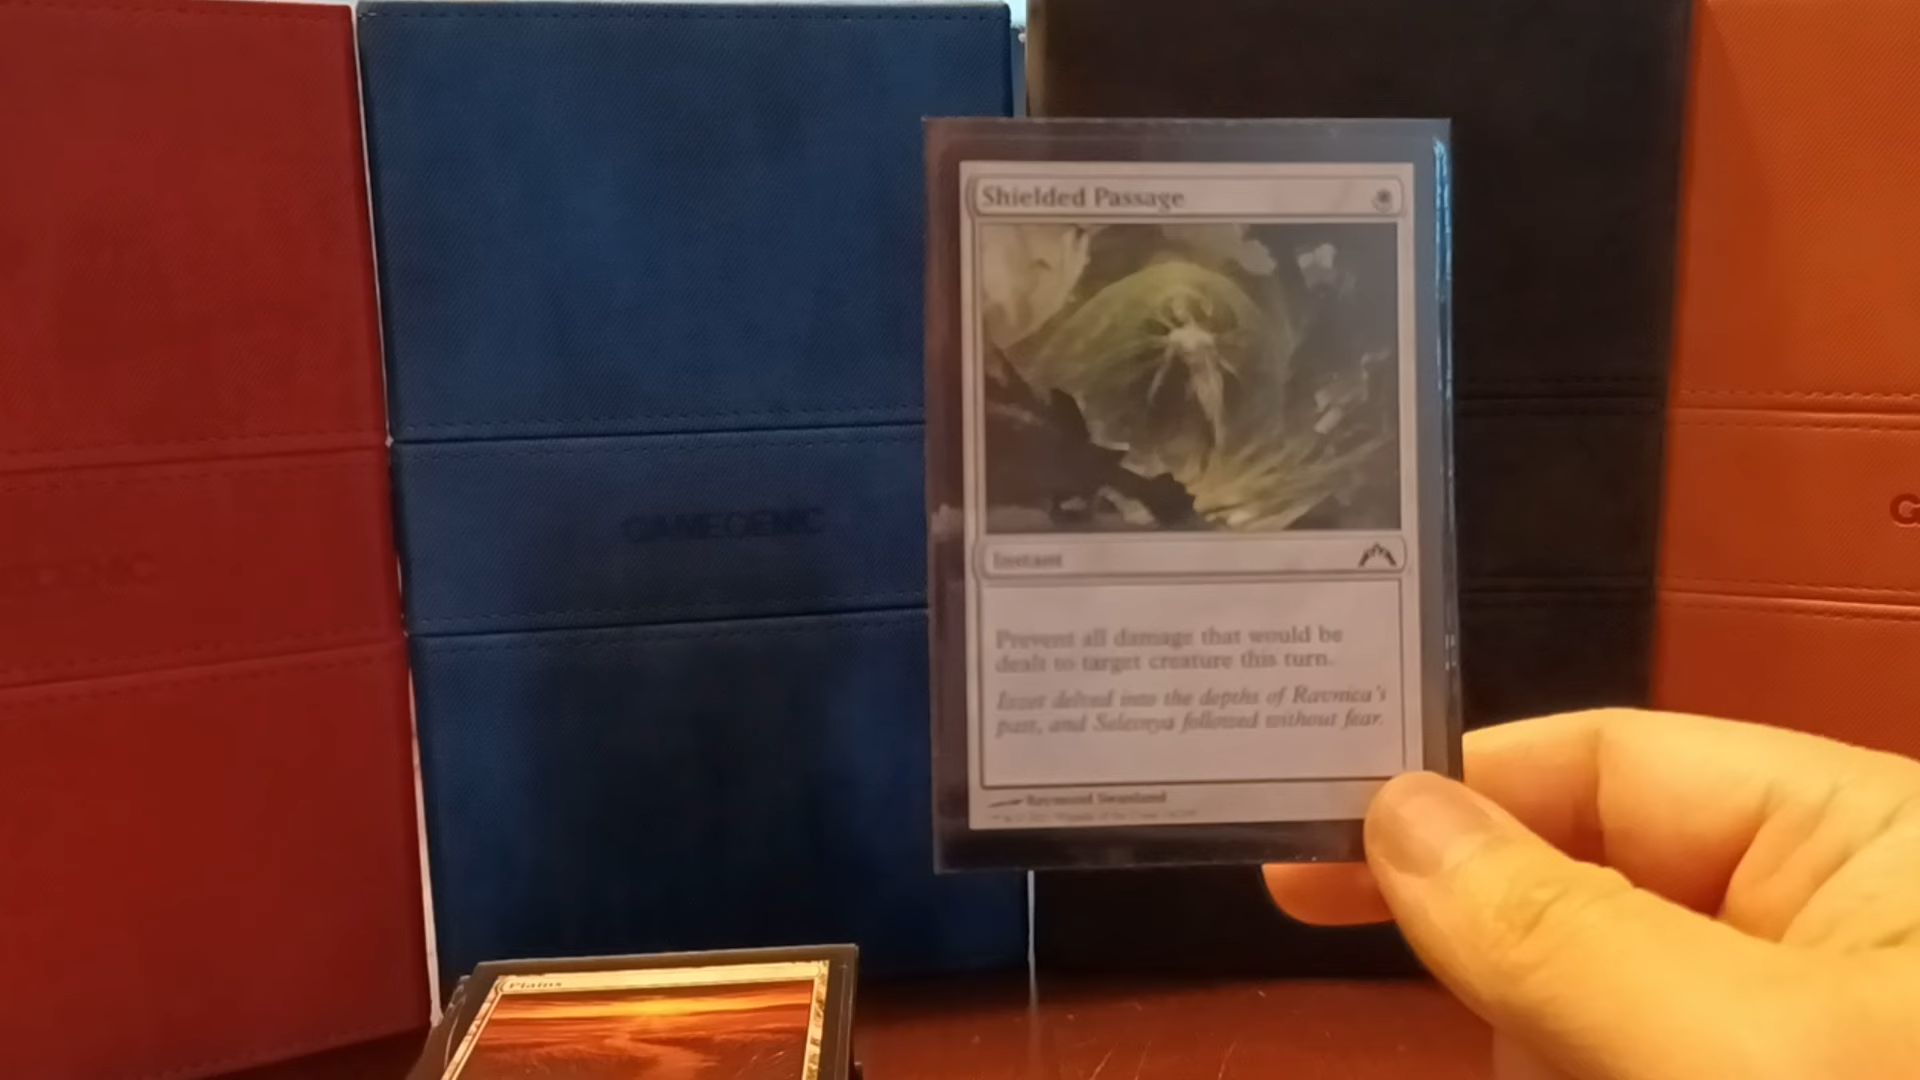 Shielded Passage
GAMEGENIC
Instant
Prevent all damage that would be
dealt to target creature this turn.
Izzet delved into the depths of Ravnica's
past, and Selesnya followed without fear.
Raymond Swanland
Plains